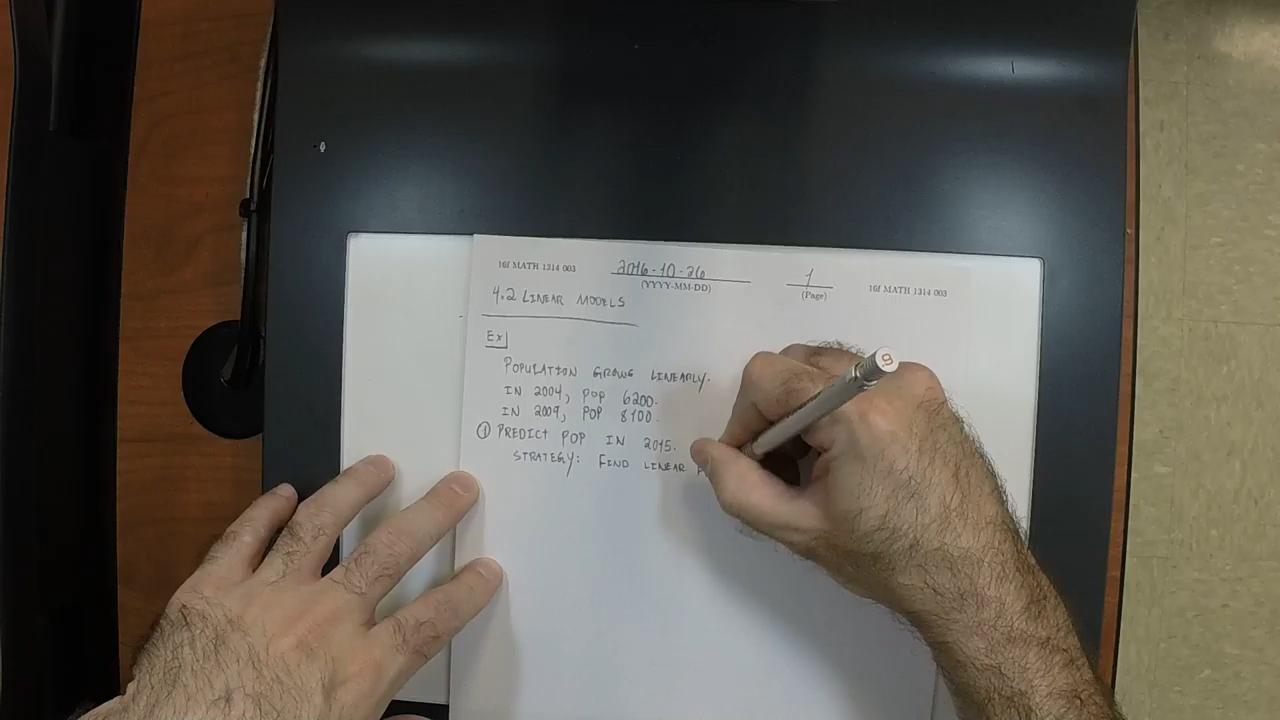 16f MATH 1314 003 2016-10-26 1 16f MATH 1314 003
(YYYY-MM-DD) (Page)
4.2 LINEAR MODELS
Ex
POPULATION GROWS LINEARLY.
IN 2004, POP 6200.
IN 2009, POP 8100.
① PREDICT POP IN 2015.
STRATEGY: FIND LINEAR